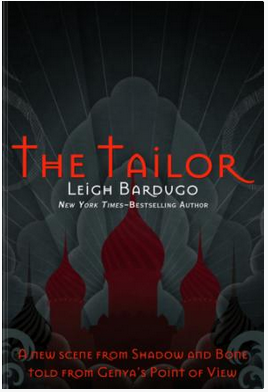 THE TAILOR
LEIGH BARDUGO
NEW YORK TIMES-BESTSELLING AUTHOR
A NEW SCENE FROM SHADOW AND BONE
TOLD FROM GENYA'S POINT OF VIEW